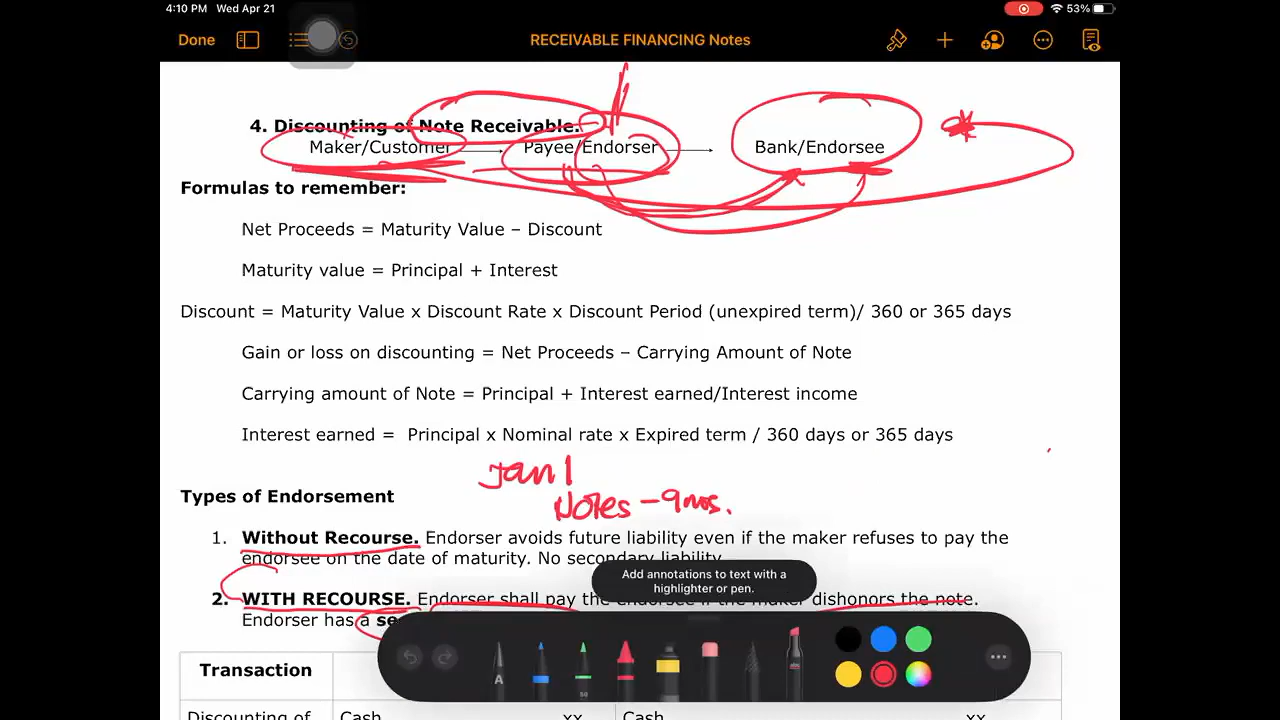 4:10 PM Wed Apr 21
53%
Done
RECEIVABLE FINANCING Notes
4. Discounting of Note Receivable.
Maker/Customer
Payee/Endorser
Bank/Endorsee
Formulas to remember:
Net Proceeds = Maturity Value – Discount
Maturity value = Principal + Interest
Discount = Maturity Value x Discount Rate x Discount Period (unexpired term)/ 360 or 365 days
Gain or loss on discounting = Net Proceeds – Carrying Amount of Note
Carrying amount of Note = Principal + Interest earned/Interest income
Interest earned = Principal x Nominal rate x Expired term / 360 days or 365 days
Jan 1
Notes - 9 mos.
Types of Endorsement
1. Without Recourse. Endorser avoids future liability even if the maker refuses to pay the
endorsee on the date of maturity. No secondary liability.
Add annotations to text with a
highlighter or pen.
2. WITH RECOURSE. Endorser shall pay the endorsee if the maker dishonors the note.
Endorser has a se
A
50
Transaction
Discounting of Cash xx Cash xx